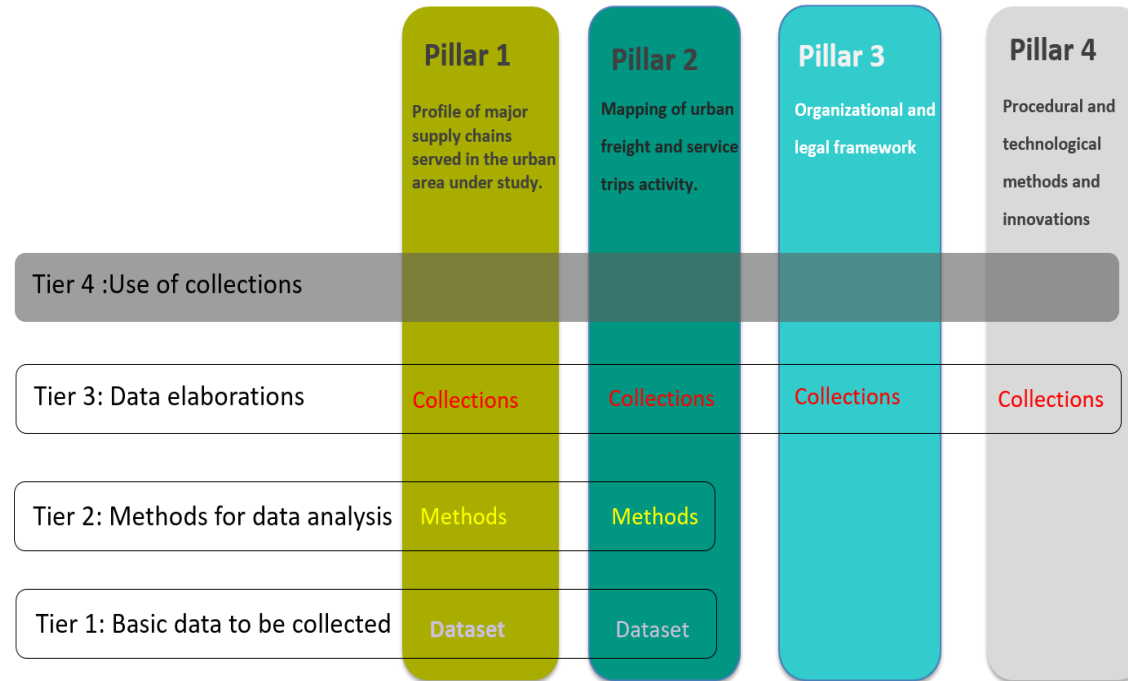 Pillar 1
Profile of major
supply chains
served in the urban
area under study.
Pillar 2
Mapping of urban
freight and service
trips activity.
Pillar 3
Organizational and
legal framework
Pillar 4
Procedural and
technological
methods and
innovations
Tier 4 :Use of collections
Tier 3: Data elaborations
Collections
Collections
Collections
Collections
Tier 2: Methods for data analysis
Methods
Methods
Tier 1: Basic data to be collected
Dataset
Dataset